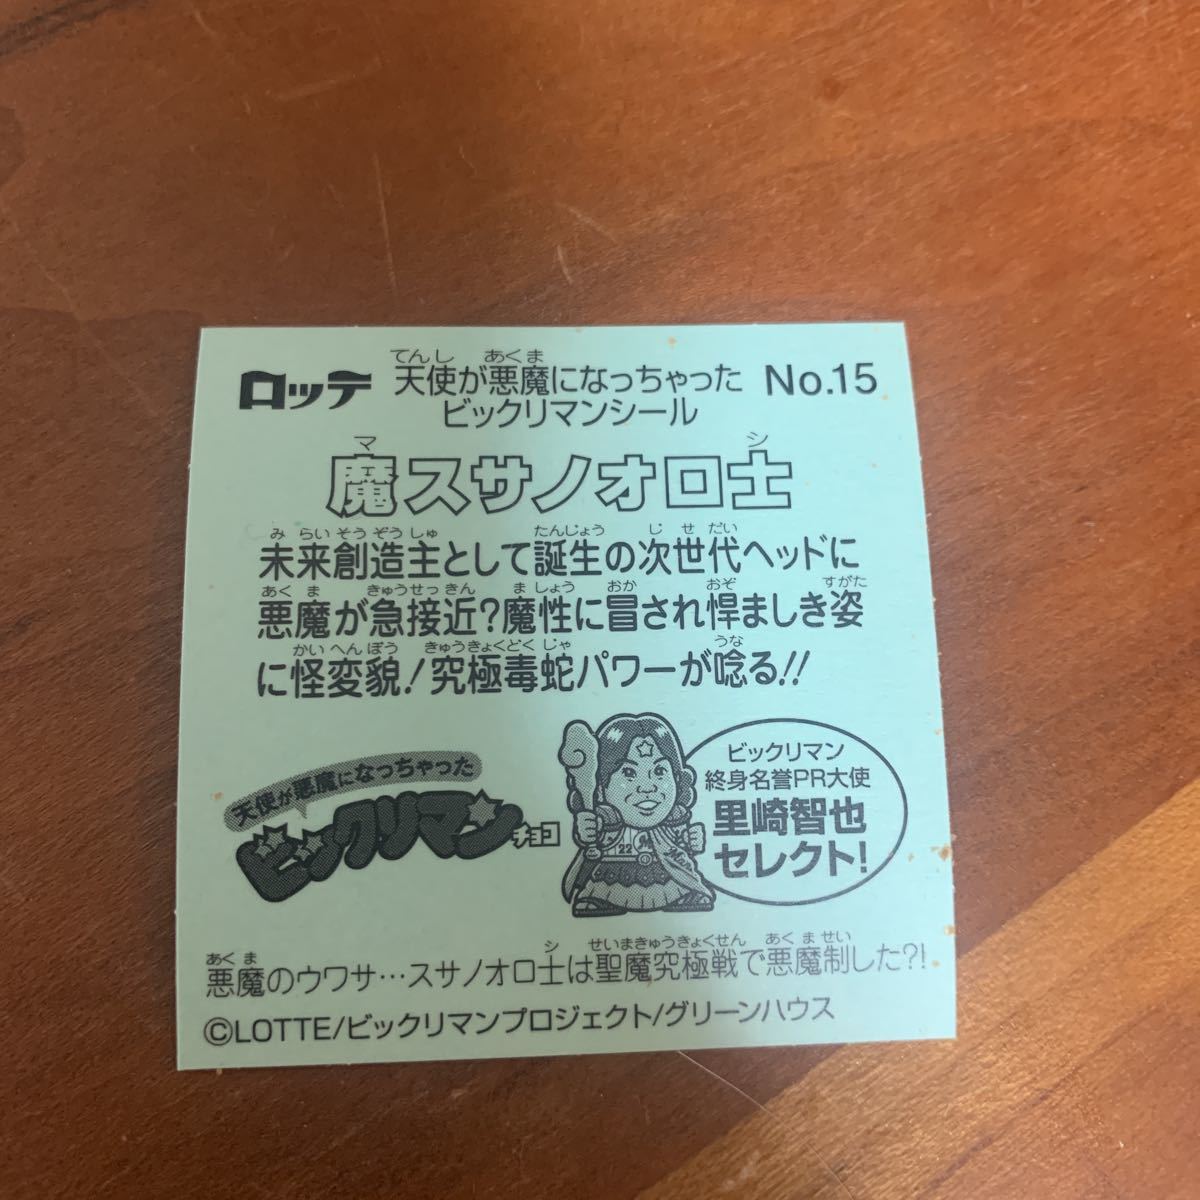 ロッテ
てんし あくま
天使が悪魔になっちゃった No.15
ビックリマンシール
マ シ
魔スサノオロ士
み らい そう ぞう しゅ たんじょう じ せ だい
未来創造主として誕生の次世代ヘッドに
あく ま きゅうせっ きん ま しょう おか おぞ すがた
悪魔が急接近?魔性に冒され悍ましき姿
かい へん ぼう きゅうきょくどく じゃ うな
に怪変貌!究極毒蛇パワーが唸る!!
天使が悪魔になっちゃった
ビックリマンチョコ
22
ビックリマン
終身名誉PR大使
里崎智也
セレクト!
あく ま シ せいまきゅうきょくせん あく ま せい
悪魔のウワサ…スサノオロ士は聖魔究極戦で悪魔制した?!
©LOTTE/ビックリマンプロジェクト/グリーンハウス